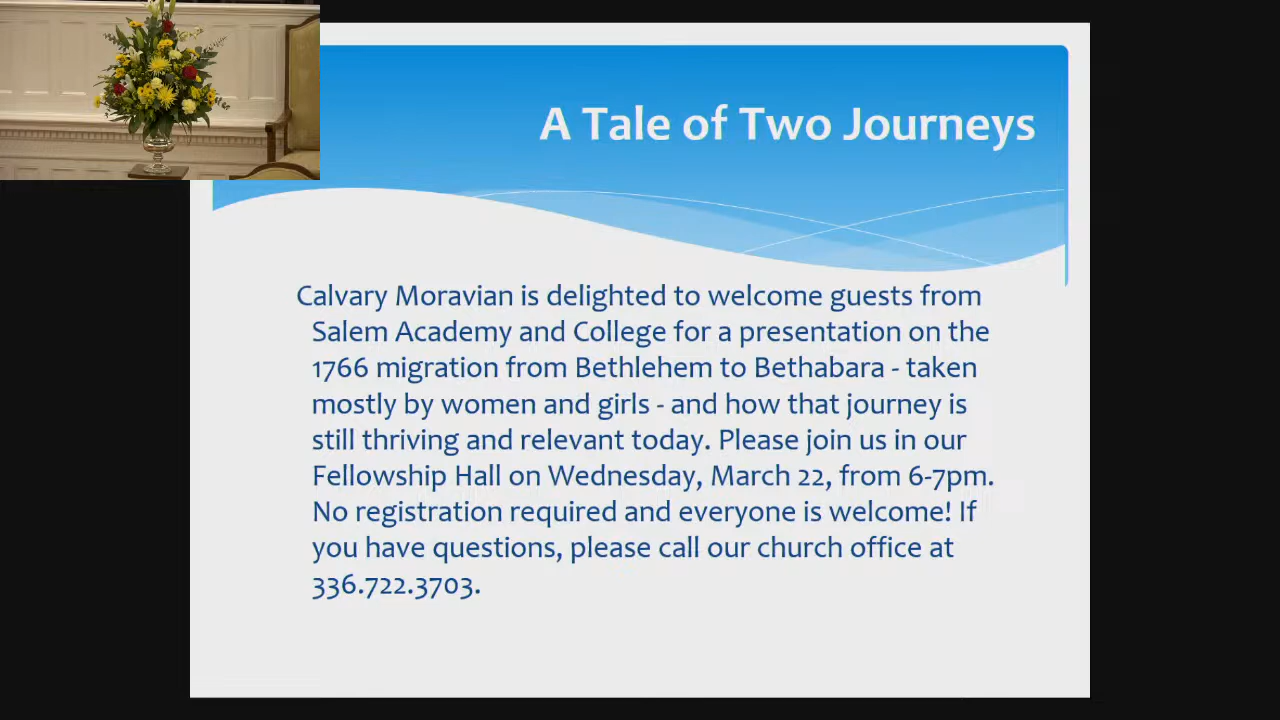 A Tale of Two Journeys
Calvary Moravian is delighted to welcome guests from
Salem Academy and College for a presentation on the
1766 migration from Bethlehem to Bethabara - taken
mostly by women and girls - and how that journey is
still thriving and relevant today. Please join us in our
Fellowship Hall on Wednesday, March 22, from 6-7pm.
No registration required and everyone is welcome! If
you have questions, please call our church office at
336.722.3703.